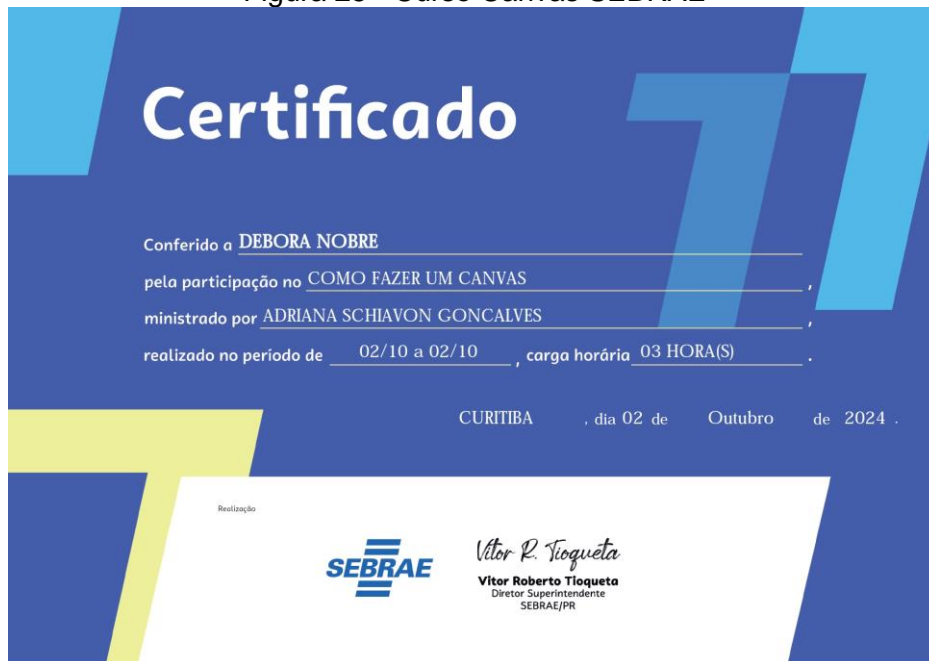 Certificado
Conferido a DEBORA NOBRE
pela participação no COMO FAZER UM CANVAS ,
ministrado por ADRIANA SCHIAVON GONCALVES ,
realizado no período de 02/10 a 02/10 , carga horária 03 HORA(S) .
CURITIBA , dia 02 de Outubro de 2024 .
Realização
SEBRAE
Vitor R. Tioqueta
Vitor Roberto Tioqueta
Diretor Superintendente
SEBRAE/PR